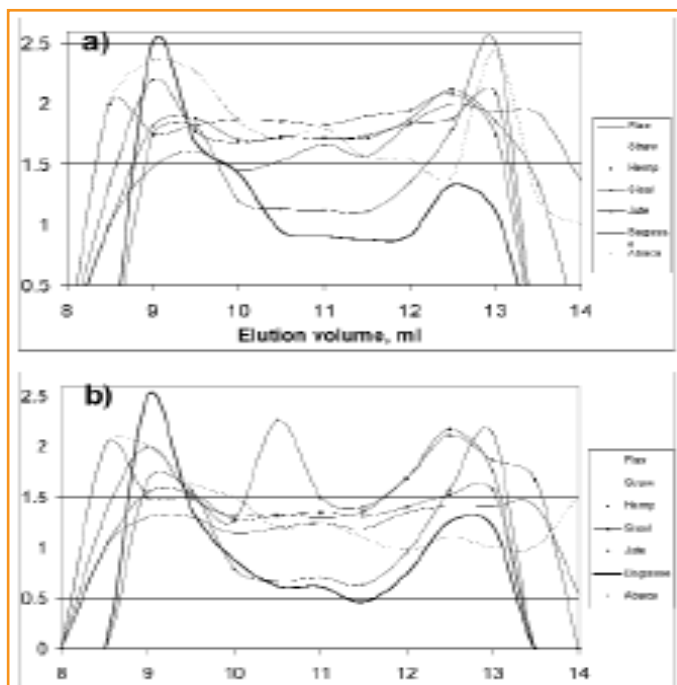 a)
2.5
2
1.5
1
0.5
8 9 10 11 12 13 14
Elution volume, ml
Flax
Straw
Hemp
Sisal
Jute
Abaca
b)
2.5
2
1.5
1
0.5
0
8 9 10 11 12 13 14
Flax
Straw
Hemp
Sisal
Jute
Abaca